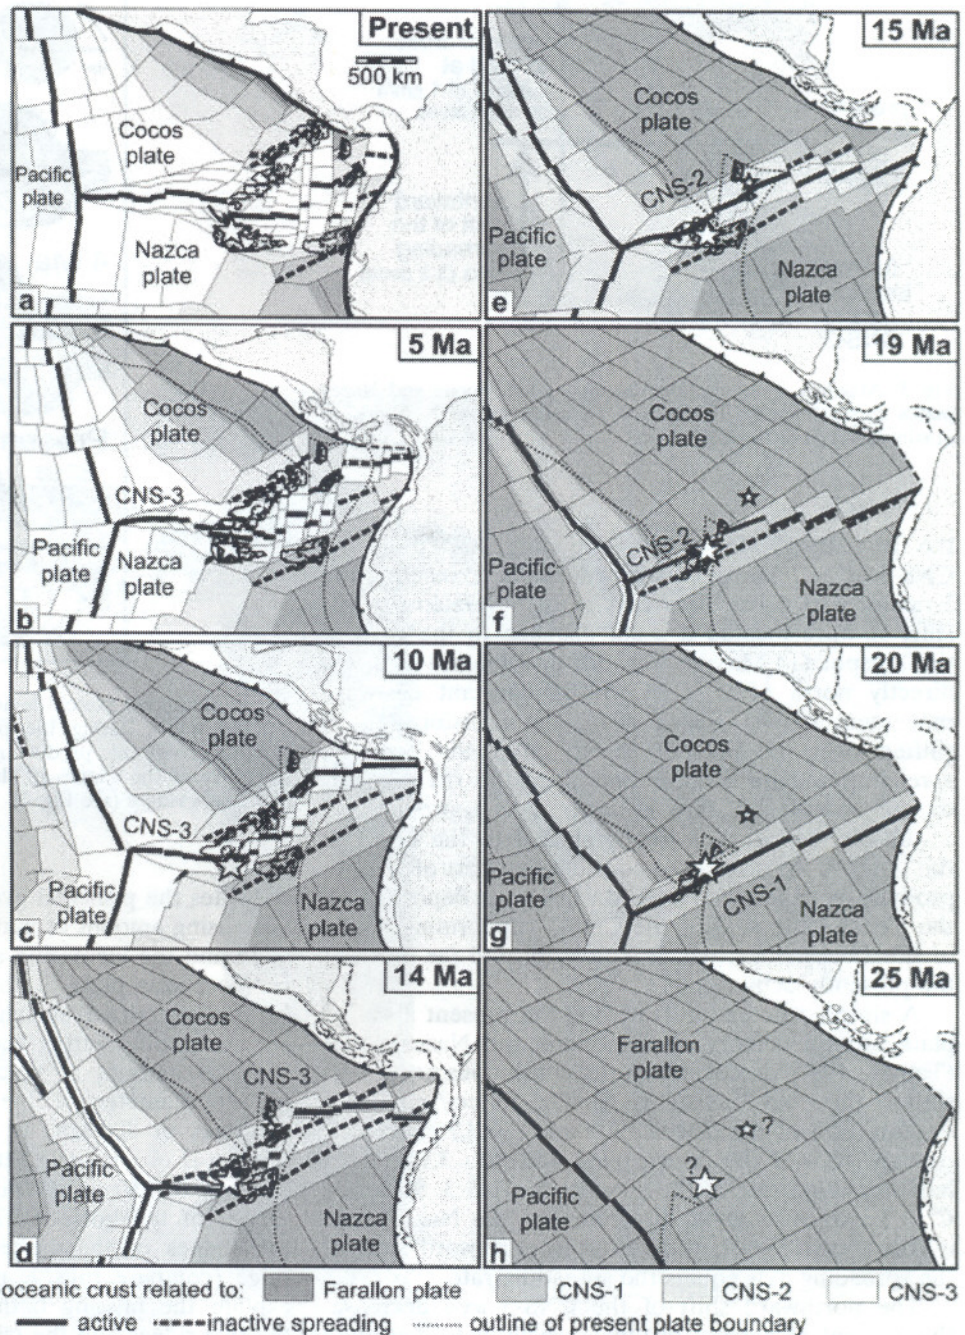 Present
500 km
Cocos
plate
Pacific
plate
Nazca
plate
a
5 Ma
Cocos
plate
CNS-3
Pacific
plate
Nazca
plate
b
10 Ma
Cocos
plate
CNS-3
Pacific
plate
Nazca
plate
c
14 Ma
Cocos
plate
CNS-3
Pacific
plate
Nazca
plate
d
15 Ma
Cocos
plate
CNS-2
Pacific
plate
Nazca
plate
e
19 Ma
Cocos
plate
CNS-2
Pacific
plate
Nazca
plate
f
20 Ma
Cocos
plate
Pacific
plate
CNS-1
Nazca
plate
g
25 Ma
Farallon
plate
?
?
Pacific
plate
h
oceanic crust related to: Farallon plate CNS-1 CNS-2 CNS-3
active inactive spreading outline of present plate boundary